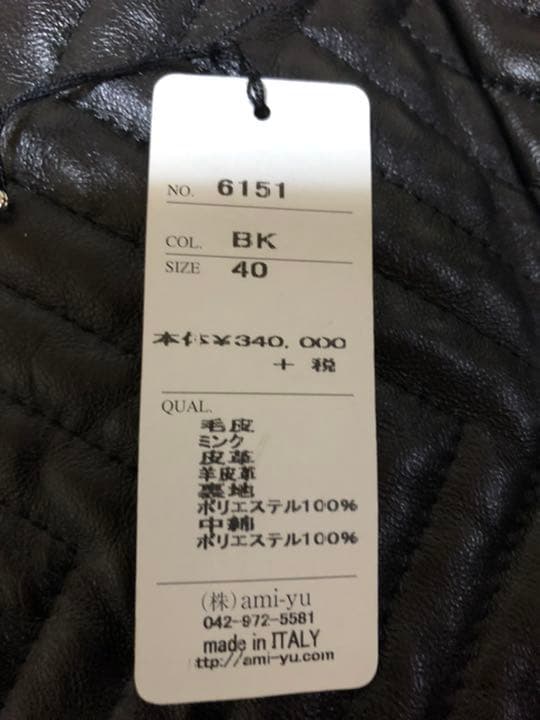 NO. 6151
COL. BK
SIZE 40
本体¥340,000
+ 税
QUAL.
毛皮
ミンク
皮革
羊皮革
裏地
ポリエステル100%
中綿
ポリエステル100%
(株)ami-yu
042-972-5581
made in ITALY
ttp://ami-yu.com